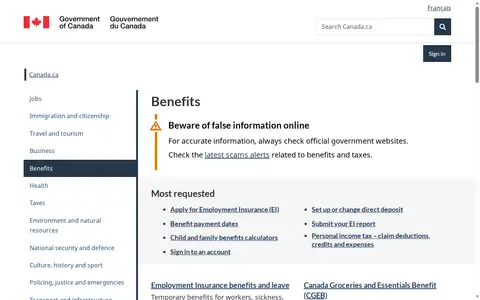 Français
Government of Canada
Gouvernement du Canada
Search Canada.ca
Sign in
Canada.ca
Jobs
Immigration and citizenship
Travel and tourism
Business
Benefits
Health
Taxes
Environment and natural
resources
National security and defence
Culture, history and sport
Policing, justice and emergencies
Transport and infrastructure
Benefits
Beware of false information online
For accurate information, always check official government websites.
Check the latest scams alerts related to benefits and taxes.
Most requested
Apply for Employment Insurance (EI)
Benefit payment dates
Child and family benefits calculators
Sign in to an account
Set up or change direct deposit
Submit your EI report
Personal income tax – claim deductions,
credits and expenses
Employment Insurance benefits and leave
Temporary benefits for workers, sickness,
Canada Groceries and Essentials Benefit
(CGEB)